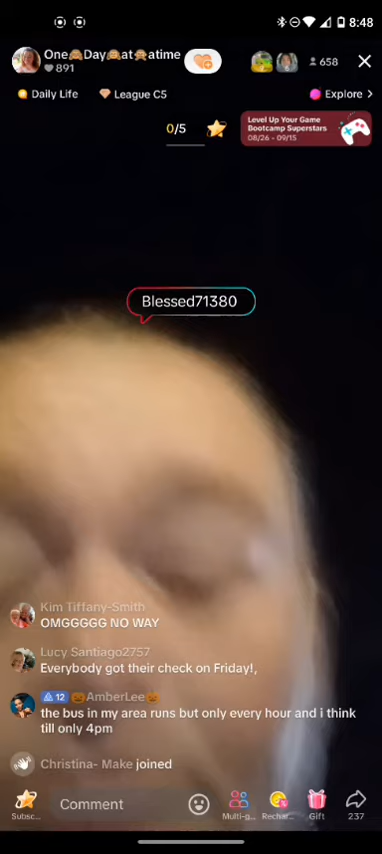 8:48
One🙈Day🙈at🙈atime
891
658
Daily Life
League C5
Explore >
0/5
Level Up Your Game
Bootcamp Superstars
08/26 - 09/15
Blessed71380
Kim Tiffany-Smith
OMGGGGG NO WAY
Lucy Santiago2757
Everybody got their check on Friday!,
12 🎃AmberLee🎃
the bus in my area runs but only every hour and i think
till only 4pm
Christina- Make joined
Subsc...
Comment
Multi-g...
Rechar...
Gift
237